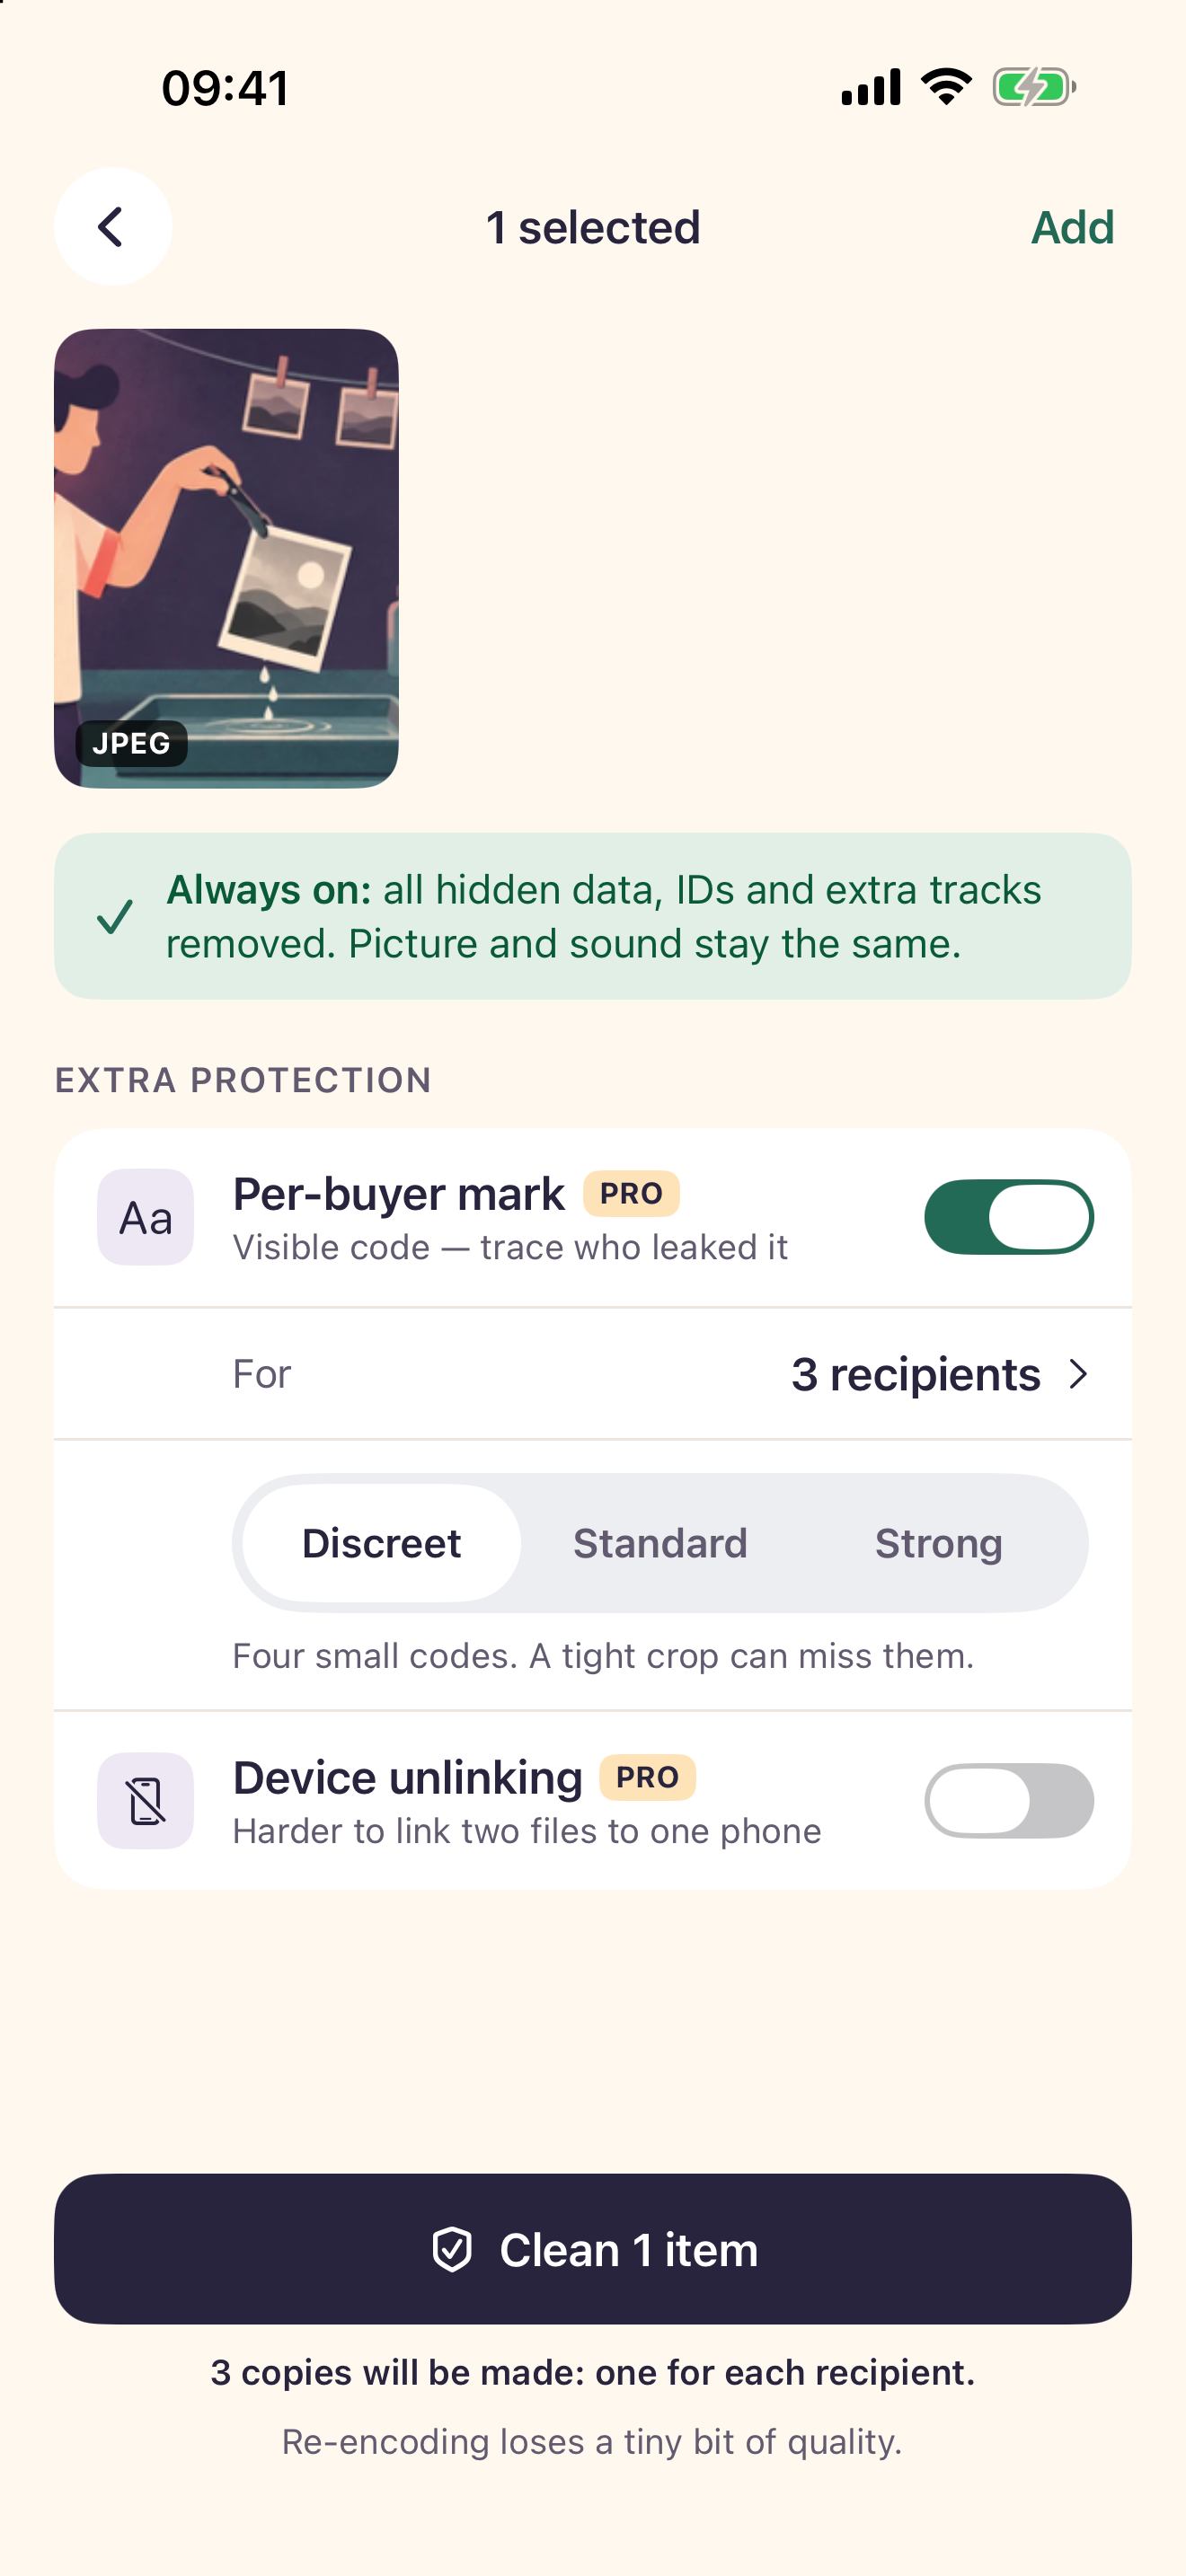 09:41
1 selected
Add
JPEG
Always on: all hidden data, IDs and extra tracks
removed. Picture and sound stay the same.
EXTRA PROTECTION
Aa
Per-buyer mark PRO
Visible code — trace who leaked it
For
3 recipients
Discreet
Standard
Strong
Four small codes. A tight crop can miss them.
Device unlinking PRO
Harder to link two files to one phone
Clean 1 item
3 copies will be made: one for each recipient.
Re-encoding loses a tiny bit of quality.